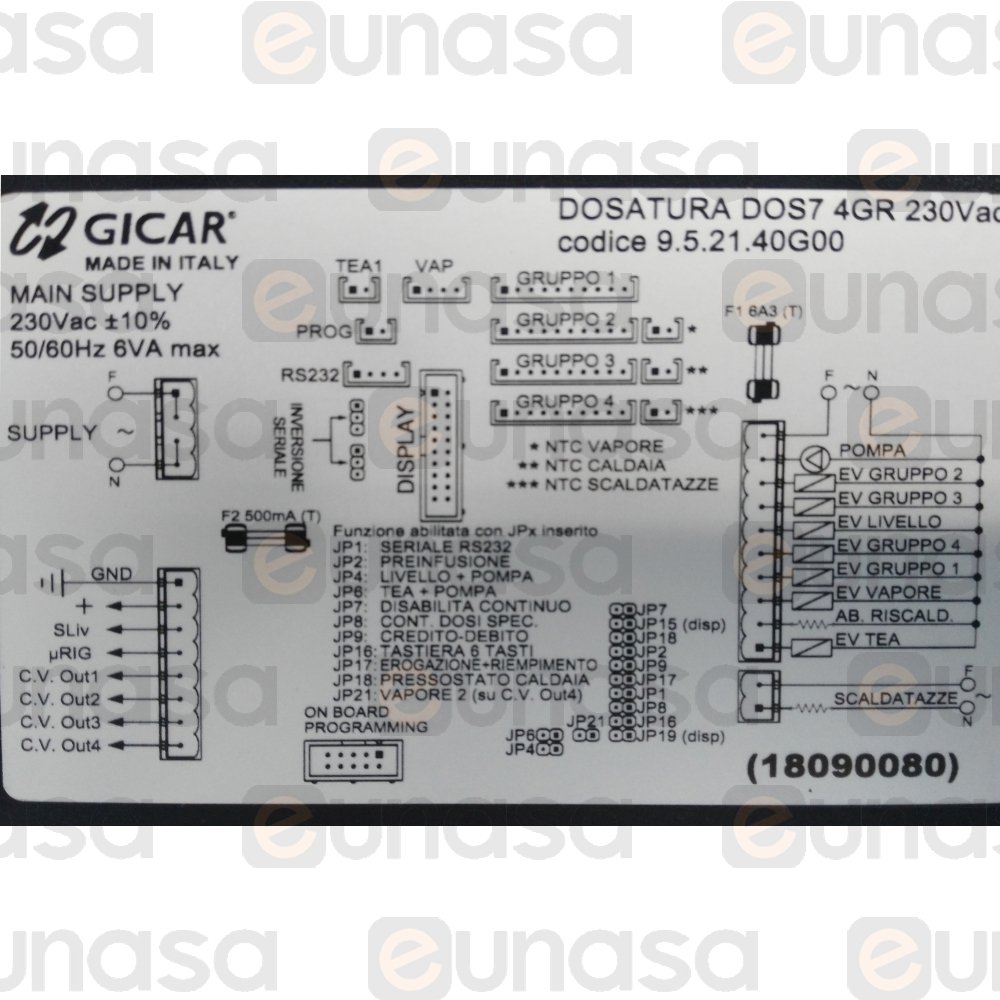 eunasa
GICAR®
MADE IN ITALY
MAIN SUPPLY
230Vac ±10%
50/60Hz 6VA max
DOSATURA DOS7 4GR 230Vac
codice 9.5.21.40G00
TEA1
VAP
PROG
RS232
GRUPPO 1
GRUPPO 2
*
GRUPPO 3
**
GRUPPO 4
***
* NTC VAPORE
** NTC CALDAIA
*** NTC SCALDATAZZE
F1 6A3 (T)
F
SUPPLY ~
N
INVERSIONE
SERIALE
DISPLAY
F2 500mA (T)
F ~ N
POMPA
EV GRUPPO 2
EV GRUPPO 3
EV LIVELLO
EV GRUPPO 4
EV GRUPPO 1
EV VAPORE
AB. RISCALD.
EV TEA
SCALDATAZZE
F
~
N
GND
+
SLiv
µRIG
C.V. Out1
C.V. Out2
C.V. Out3
C.V. Out4
Funzione abilitata con JPx inserito
JP1: SERIALE RS232
JP2: PREINFUSIONE
JP4: LIVELLO + POMPA
JP6: TEA + POMPA
JP7: DISABILITA CONTINUO
JP8: CONT. DOSI SPEC.
JP9: CREDITO-DEBITO
JP16: TASTIERA 6 TASTI
JP17: EROGAZIONE+RIEMPIMENTO
JP18: PRESSOSTATO CALDAIA
JP21: VAPORE 2 (su C.V. Out4)
ON BOARD
PROGRAMMING
JP7
JP15 (disp)
JP18
JP2
JP9
JP17
JP1
JP8
JP21
JP16
JP6
JP19 (disp)
JP4
(18090080)